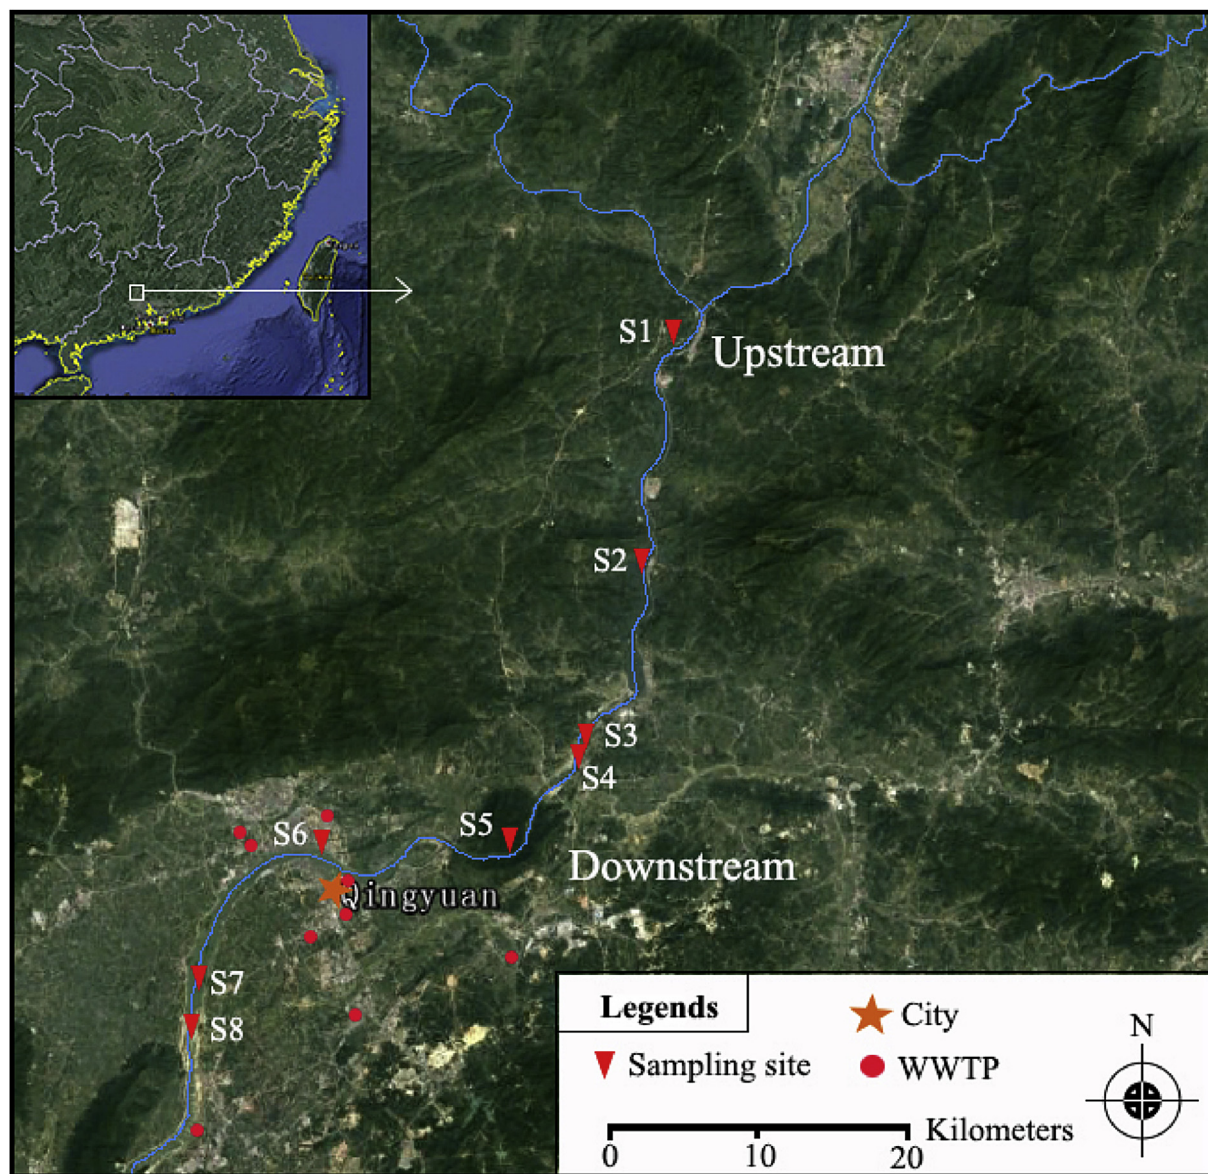 S1
Upstream
S2
S3
S4
S5
S6
Downstream
Qingyuan
S7
S8
Legends
City
Sampling site
WWTP
N
Kilometers
0 10 20